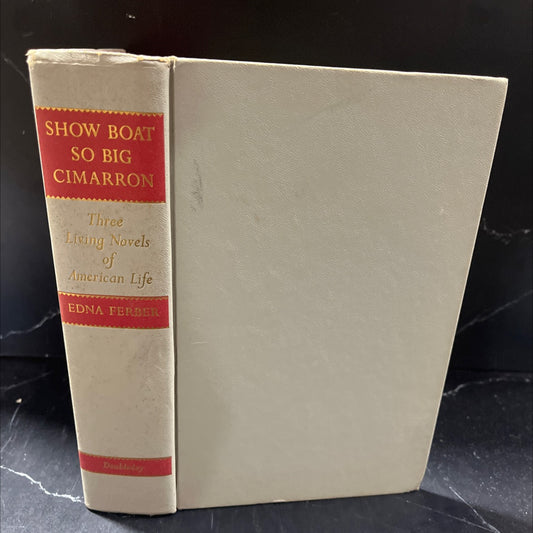 SHOW BOAT
SO BIG
CIMARRON
Three
Living Novels
of
American Life
EDNA FERBER
Doubleday